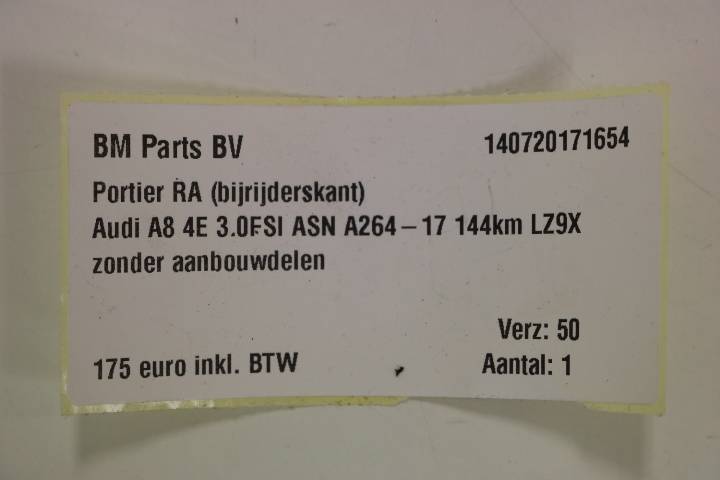 BM Parts BV 140720171654
Portier RA (bijrijderskant)
Audi A8 4E 3.0FSI ASN A264 – 17 144km LZ9X
zonder aanbouwdelen
Verz: 50
175 euro inkl. BTW Aantal: 1